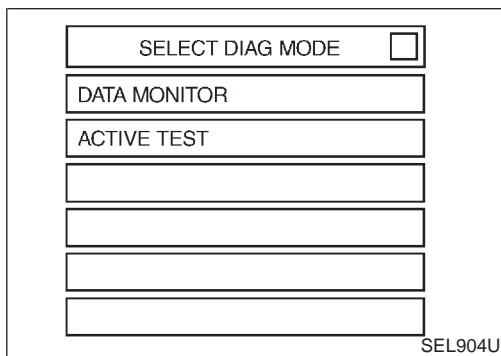 SELECT DIAG MODE
DATA MONITOR
ACTIVE TEST
SEL904U